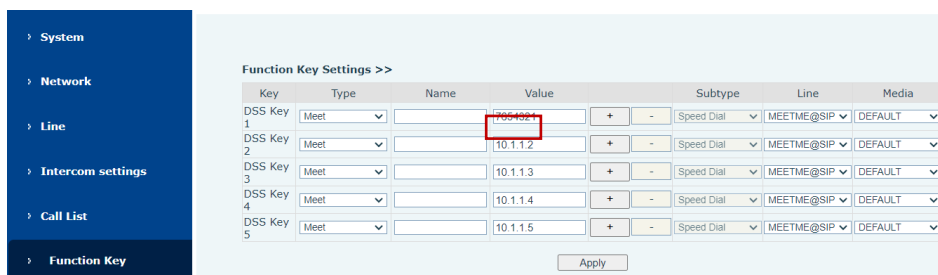 › System
› Network
› Line
› Intercom settings
› Call List
› Function Key
Function Key Settings >>
Key Type Name Value Subtype Line Media
DSS Key 1 Meet + - Speed Dial MEETME@SIP DEFAULT
DSS Key 2 Meet 10.1.1.2 + - Speed Dial MEETME@SIP DEFAULT
DSS Key 3 Meet 10.1.1.3 + - Speed Dial MEETME@SIP DEFAULT
DSS Key 4 Meet 10.1.1.4 + - Speed Dial MEETME@SIP DEFAULT
DSS Key 5 Meet 10.1.1.5 + - Speed Dial MEETME@SIP DEFAULT
Apply